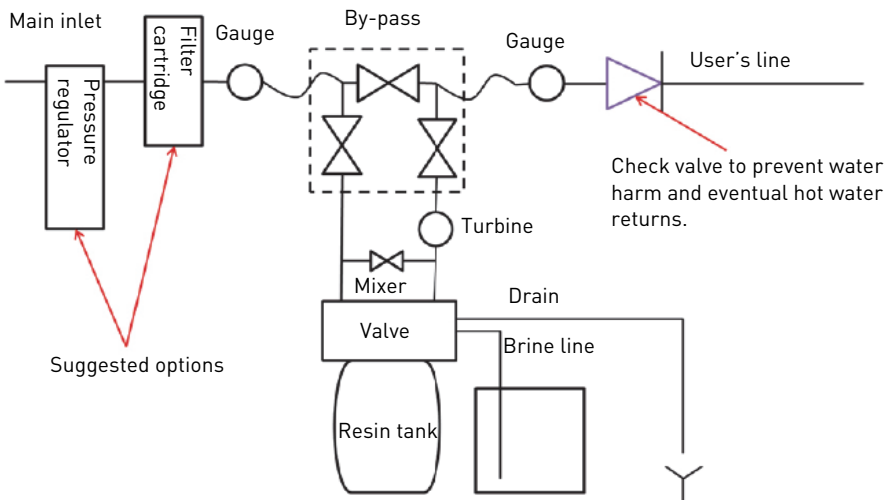 Main inlet
Filter
cartridge
Gauge
By-pass
Gauge
User's line
Pressure
regulator
Check valve to prevent water
harm and eventual hot water
returns.
Turbine
Mixer
Drain
Valve
Brine line
Suggested options
Resin tank